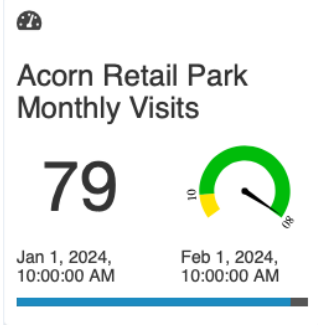 Acorn Retail Park
Monthly Visits
79
10
80
Jan 1, 2024,
10:00:00 AM
Feb 1, 2024,
10:00:00 AM